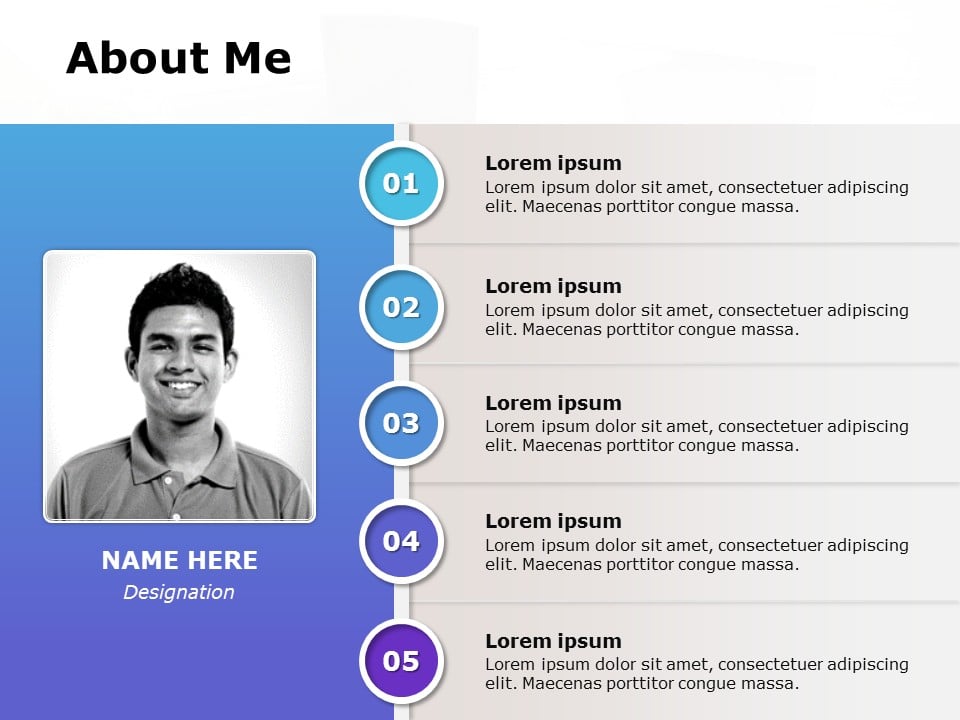 About Me
NAME HERE
Designation
01
Lorem ipsum
Lorem ipsum dolor sit amet, consectetuer adipiscing
elit. Maecenas porttitor congue massa.
02
Lorem ipsum
Lorem ipsum dolor sit amet, consectetuer adipiscing
elit. Maecenas porttitor congue massa.
03
Lorem ipsum
Lorem ipsum dolor sit amet, consectetuer adipiscing
elit. Maecenas porttitor congue massa.
04
Lorem ipsum
Lorem ipsum dolor sit amet, consectetuer adipiscing
elit. Maecenas porttitor congue massa.
05
Lorem ipsum
Lorem ipsum dolor sit amet, consectetuer adipiscing
elit. Maecenas porttitor congue massa.